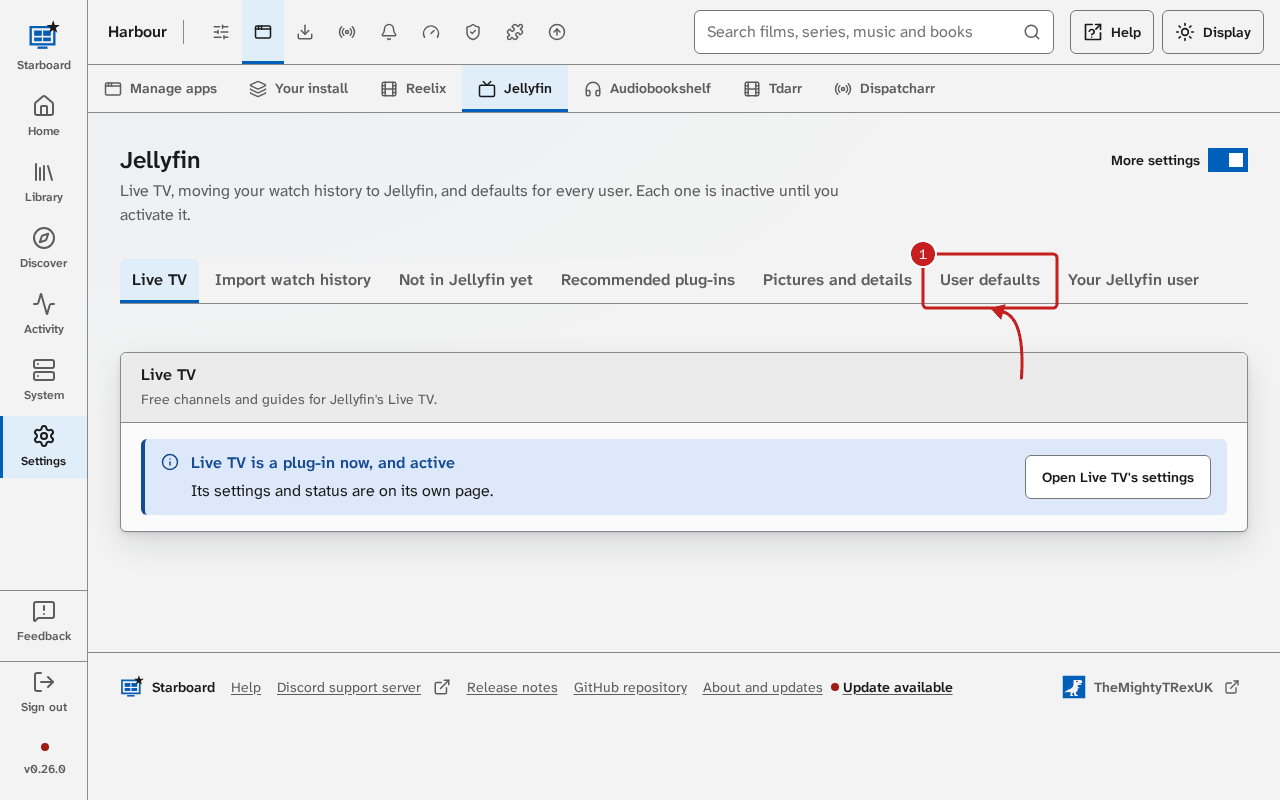 Starboard
Home
Library
Discover
Activity
System
Settings
Feedback
Sign out
v0.26.0
Harbour
Search films, series, music and books
Help
Display
Manage apps
Your install
Reelix
Jellyfin
Audiobookshelf
Tdarr
Dispatcharr
Jellyfin
More settings
Live TV, moving your watch history to Jellyfin, and defaults for every user. Each one is inactive until you
activate it.
1
Live TV
Import watch history
Not in Jellyfin yet
Recommended plug-ins
Pictures and details
User defaults
Your Jellyfin user
Live TV
Free channels and guides for Jellyfin's Live TV.
Live TV is a plug-in now, and active
Its settings and status are on its own page.
Open Live TV's settings
Starboard
Help
Discord support server
Release notes
GitHub repository
About and updates
Update available
TheMightyTRexUK